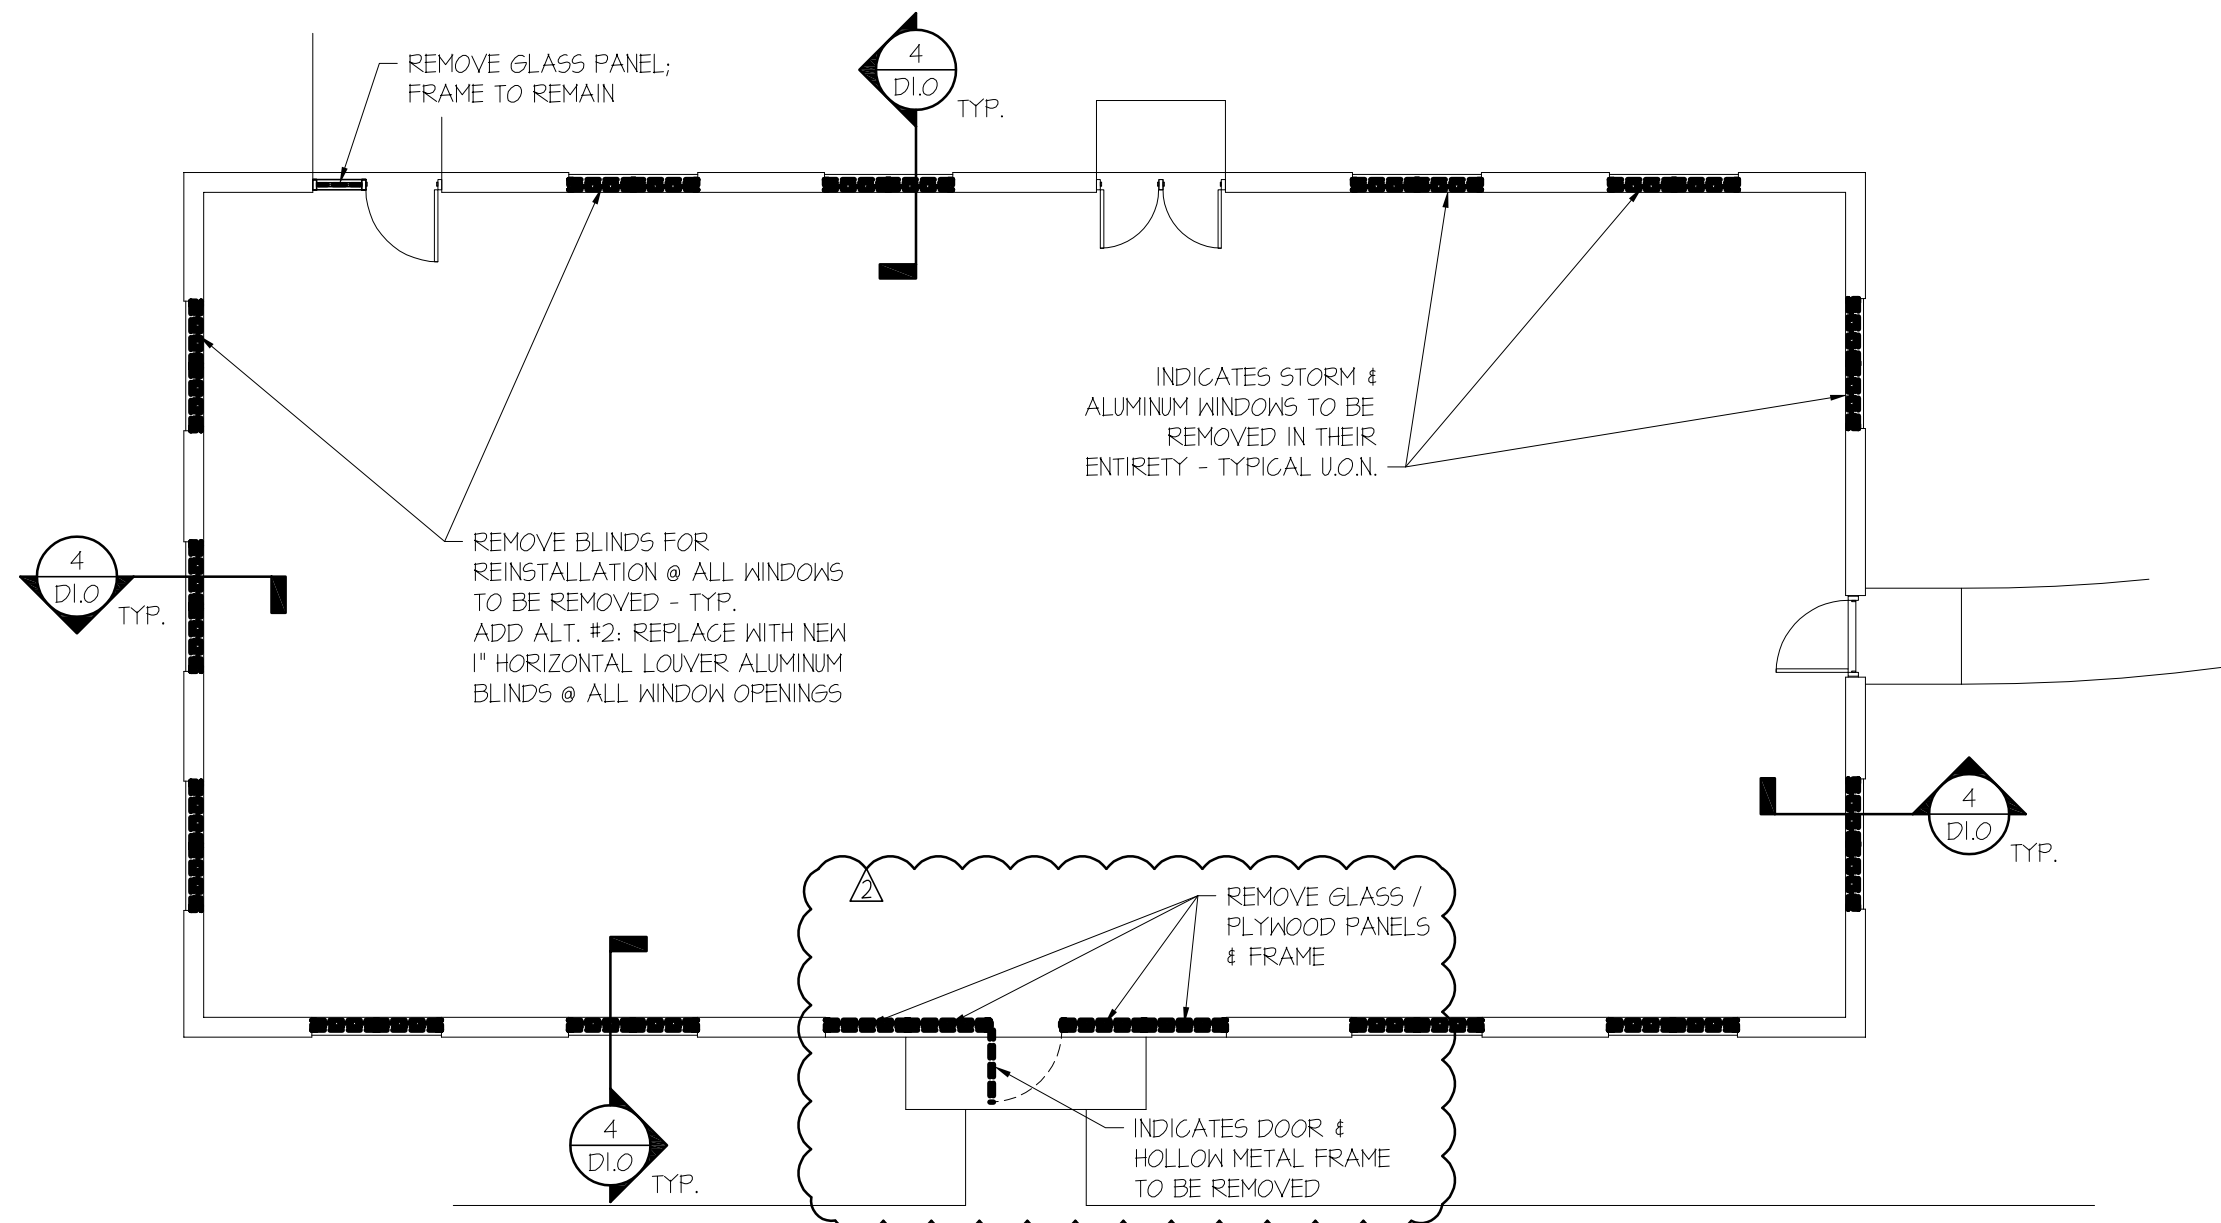 REMOVE GLASS PANEL;
FRAME TO REMAIN
4
D1.0
TYP.
INDICATES STORM &
ALUMINUM WINDOWS TO BE
REMOVED IN THEIR
ENTIRETY - TYPICAL U.O.N.
4
D1.0
TYP.
REMOVE BLINDS FOR
REINSTALLATION @ ALL WINDOWS
TO BE REMOVED - TYP.
ADD ALT. #2: REPLACE WITH NEW
1" HORIZONTAL LOUVER ALUMINUM
BLINDS @ ALL WINDOW OPENINGS
4
D1.0
TYP.
2
REMOVE GLASS /
PLYWOOD PANELS
& FRAME
4
D1.0
TYP.
INDICATES DOOR &
HOLLOW METAL FRAME
TO BE REMOVED